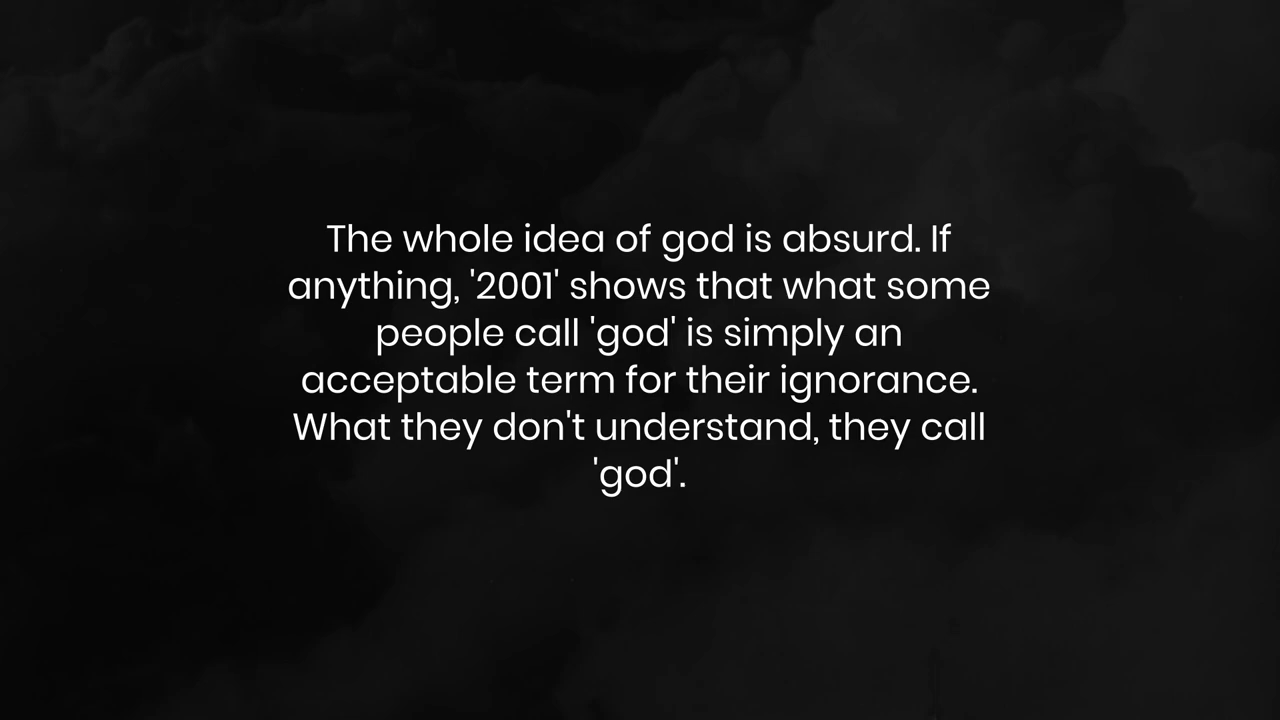 The whole idea of god is absurd. If
anything, '2001' shows that what some
people call 'god' is simply an
acceptable term for their ignorance.
What they don't understand, they call
'god'.